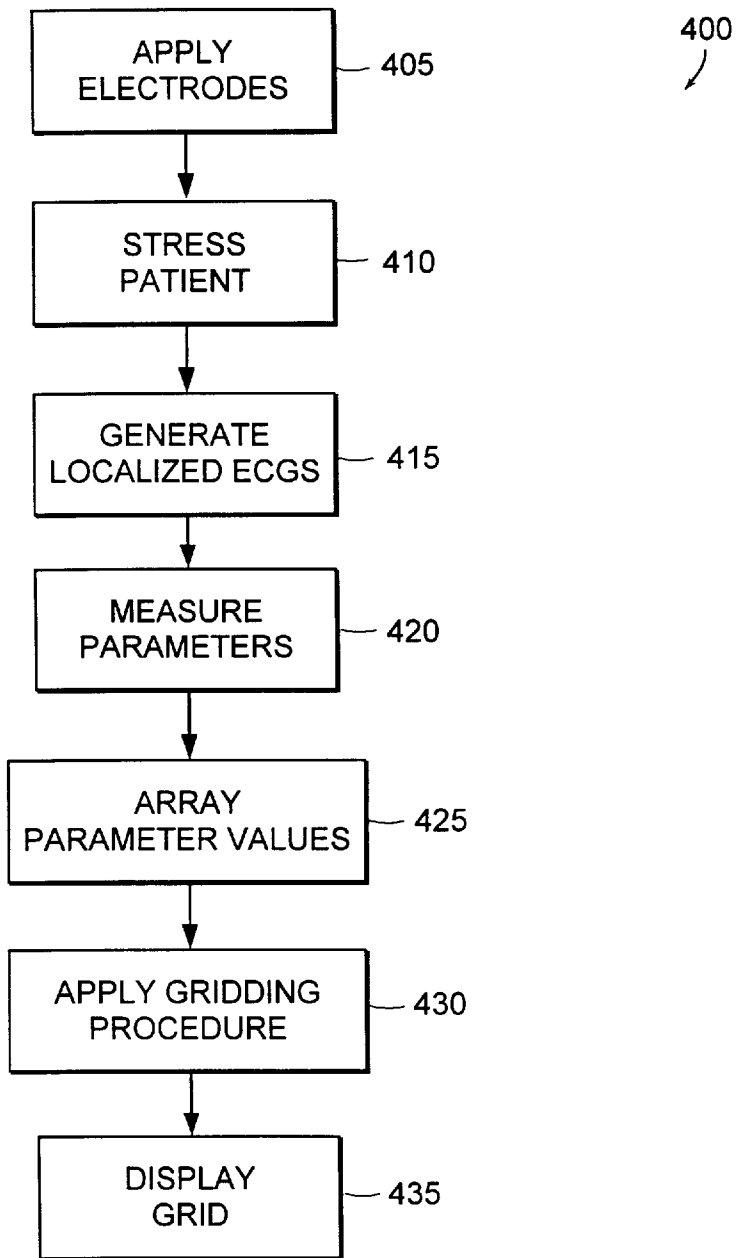 400
APPLY
ELECTRODES
405
STRESS
PATIENT
410
GENERATE
LOCALIZED ECGS
415
MEASURE
PARAMETERS
420
ARRAY
PARAMETER VALUES
425
APPLY GRIDDING
PROCEDURE
430
DISPLAY
GRID
435